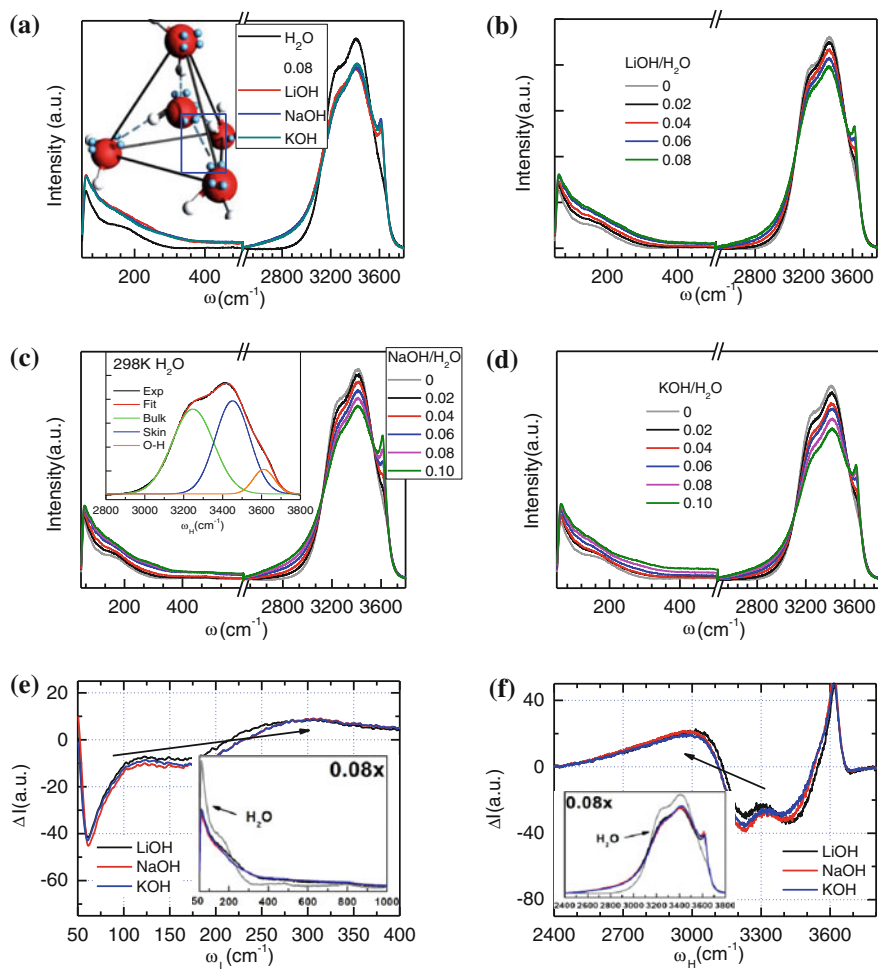 (a)
Intensity (a.u.)
H₂O
0.08
LiOH
NaOH
KOH
200 400 2800 3200 3600
ω(cm⁻¹)
(b)
Intensity(a.u.)
LiOH/H₂O
0
0.02
0.04
0.06
0.08
200 400 2800 3200 3600
ω(cm⁻¹)
(c)
Intensity(a.u.)
298K H₂O
Exp
Fit
Bulk
Skin
O-H
2800 3000 3200 3400 3600 3800
ω_H(cm⁻¹)
NaOH/H₂O
0
0.02
0.04
0.06
0.08
0.10
200 400 2800 3200 3600
ω(cm⁻¹)
(d)
Intensity(a.u.)
KOH/H₂O
0
0.02
0.04
0.06
0.08
0.10
200 400 2800 3200 3600
ω(cm⁻¹)
(e)
ΔI(a.u.)
20
0
-20
-40
-60
0.08x
H₂O
50 200 400 600 800 1000
LiOH
NaOH
KOH
50 100 150 200 250 300 350 400
ω_L(cm⁻¹)
(f)
ΔI(a.u.)
40
0
-40
-80
0.08x
H₂O
2400 2600 2800 3000 3200 3400 3600 3800
LiOH
NaOH
KOH
2400 3000 3600
ω_H(cm⁻¹)